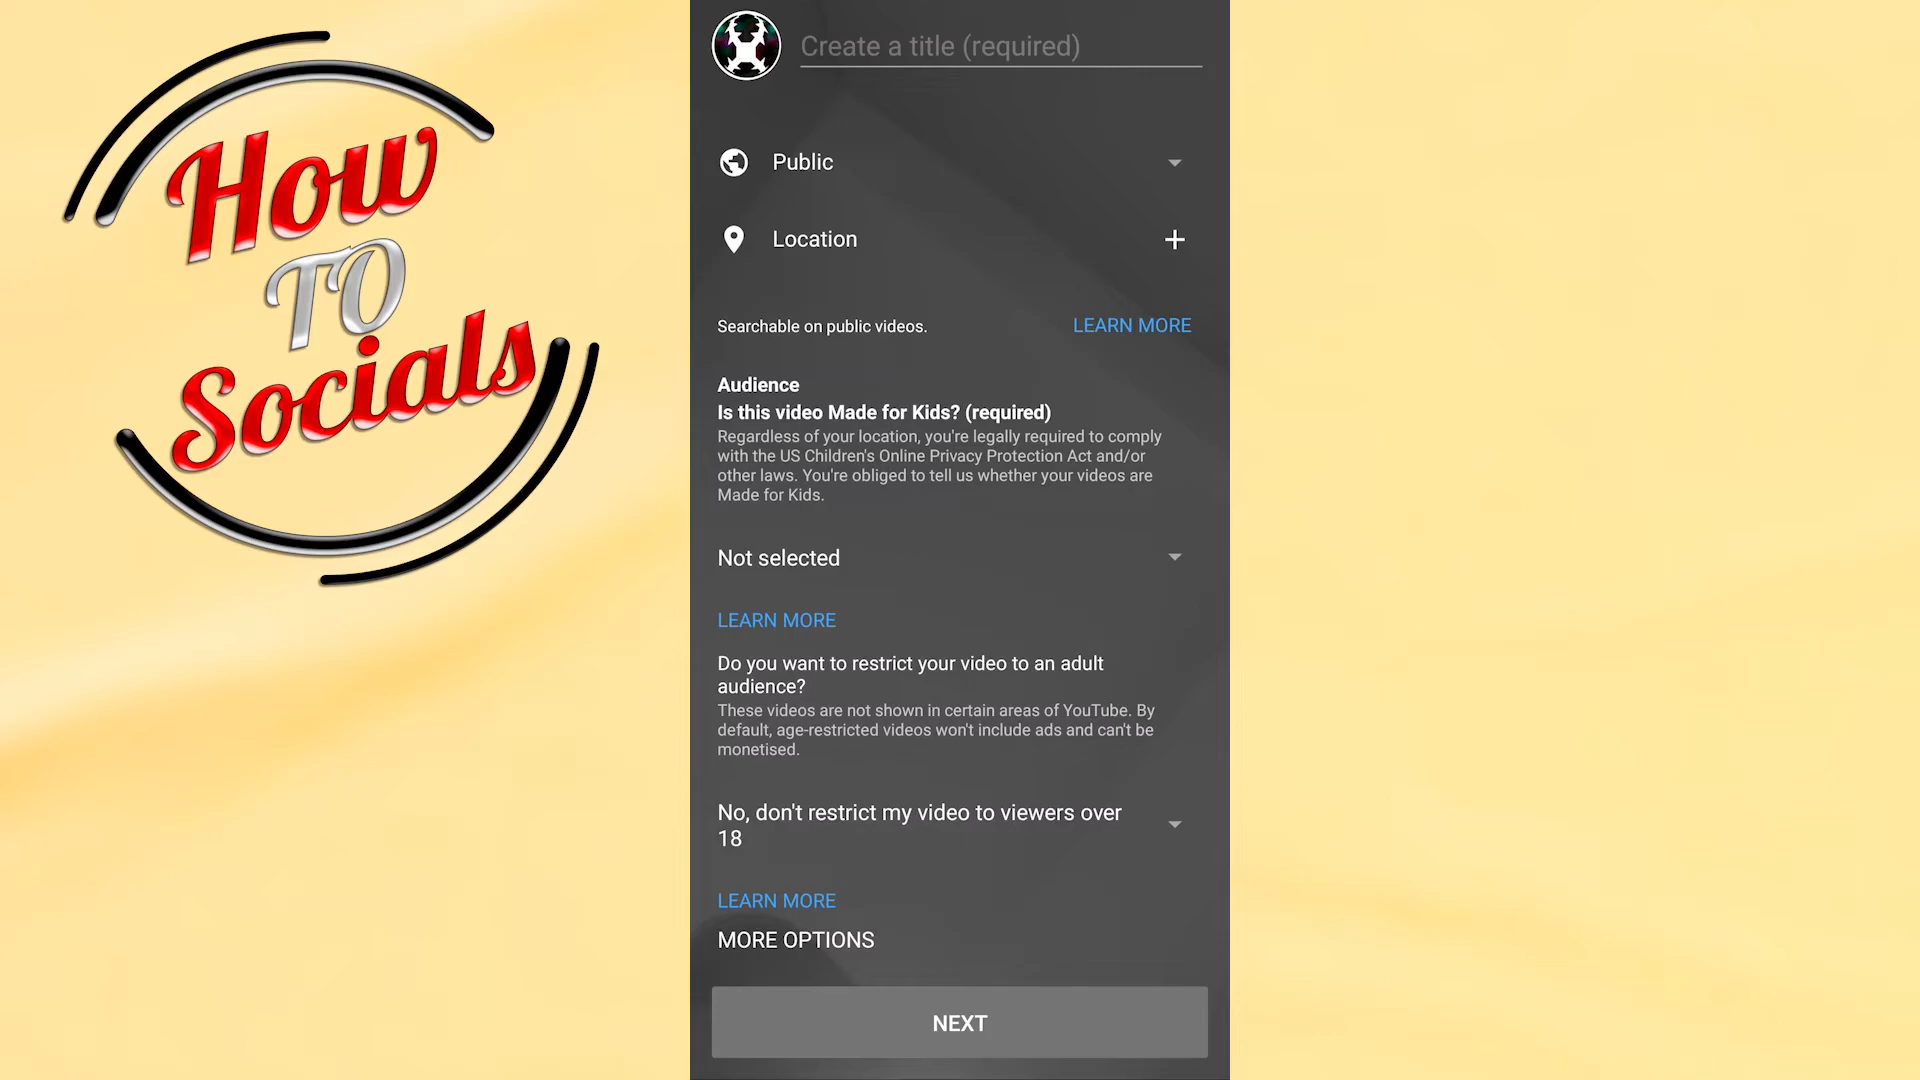 How
TO
Socials
Create a title (required)
Public
Location
Searchable on public videos.
LEARN MORE
Audience
Is this video Made for Kids? (required)
Regardless of your location, you're legally required to comply
with the US Children's Online Privacy Protection Act and/or
other laws. You're obliged to tell us whether your videos are
Made for Kids.
Not selected
LEARN MORE
Do you want to restrict your video to an adult
audience?
These videos are not shown in certain areas of YouTube. By
default, age-restricted videos won't include ads and can't be
monetised.
No, don't restrict my video to viewers over
18
LEARN MORE
MORE OPTIONS
NEXT